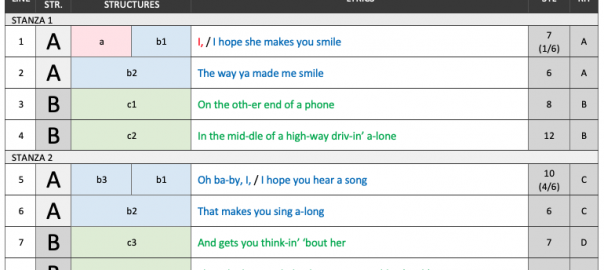 STR. STRUCTURES
STANZA 1
1 A a b1 I, / I hope she makes you smile 7 (1/6) A
2 A b2 The way ya made me smile 6 A
3 B c1 On the oth-er end of a phone 8 B
4 B c2 In the mid-dle of a high-way driv-in’ a-lone 12 B
STANZA 2
5 A b3 b1 Oh ba-by, I, / I hope you hear a song 10 (4/6) C
6 A b2 That makes you sing a-long 6 C
7 B c3 And gets you think-in’ ‘bout her 7 D